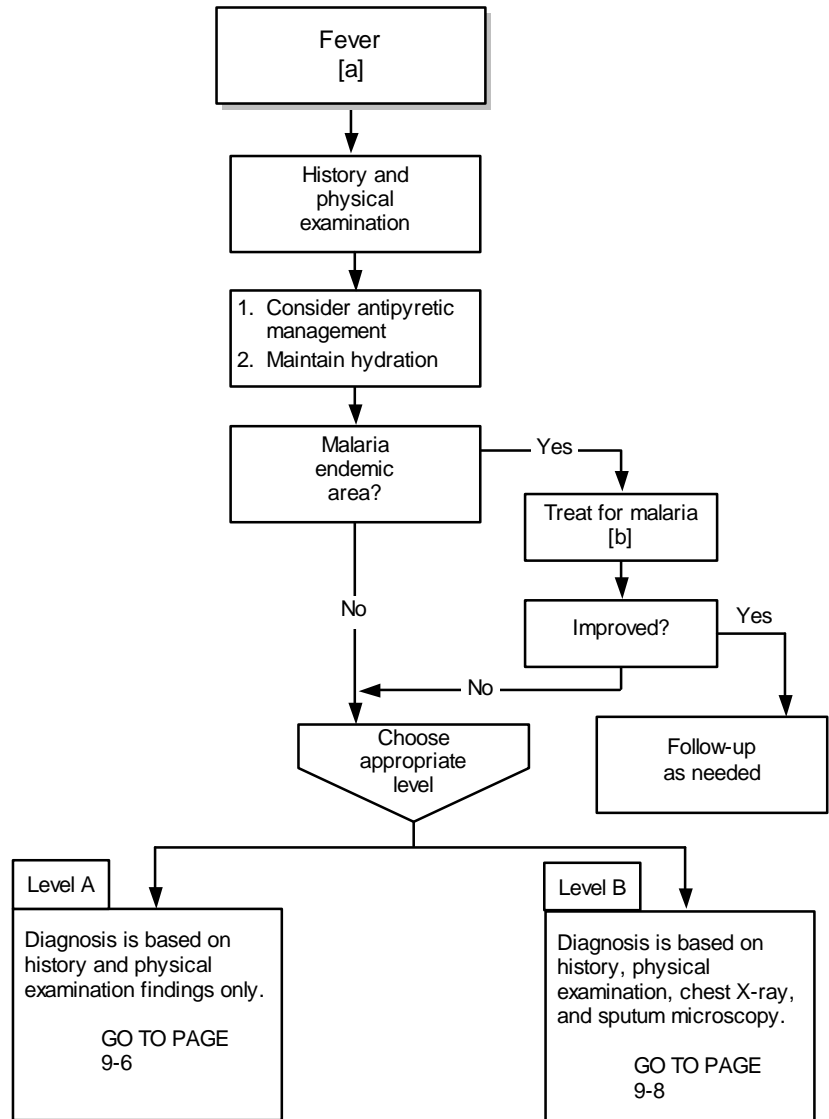 Fever
[a]
History and
physical
examination
1. Consider antipyretic
management
2. Maintain hydration
Malaria
endemic
area?
Yes
Treat for malaria
[b]
No
Improved?
Yes
No
Choose
appropriate
level
Follow-up
as needed
Level A
Diagnosis is based on
history and physical
examination findings only.
GO TO PAGE
9-6
Level B
Diagnosis is based on
history, physical
examination, chest X-ray,
and sputum microscopy.
GO TO PAGE
9-8